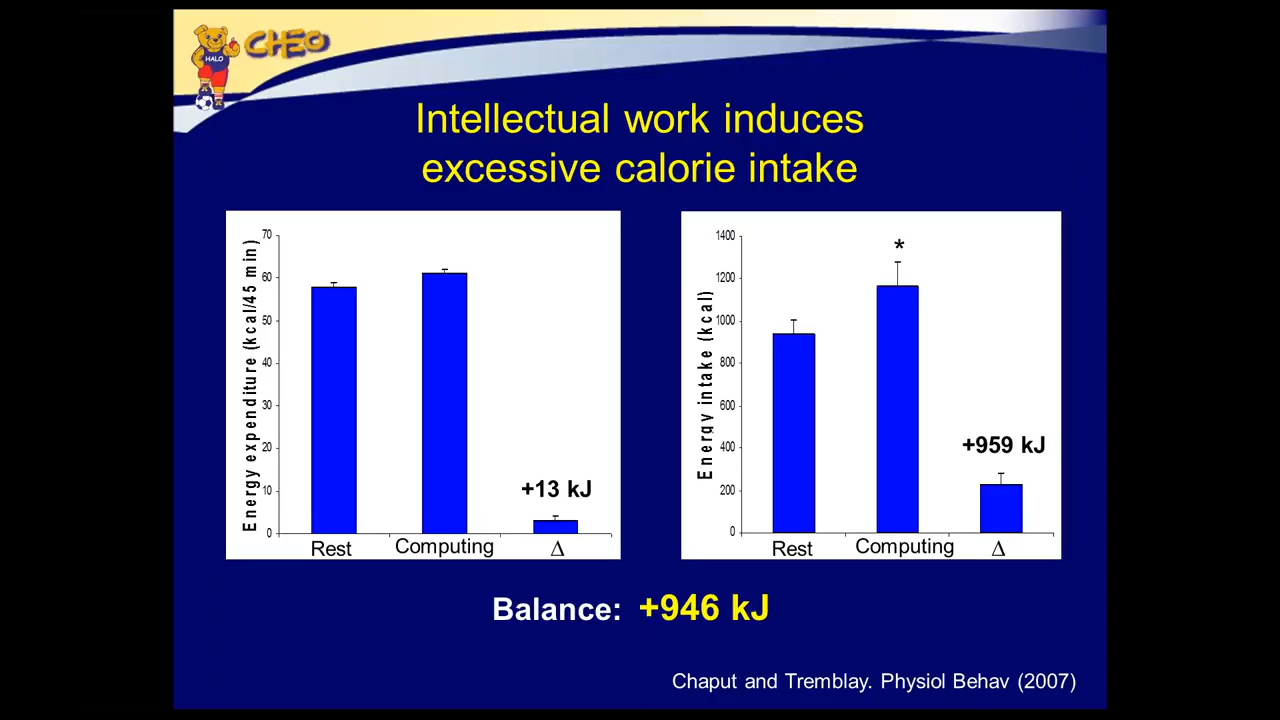 CHEO
HALO
Intellectual work induces
excessive calorie intake
Energy expenditure (kcal/45 min)
70
60
50
40
30
20
10
0
+13 kJ
Rest
Computing
Δ
Energy intake (kcal)
1400
1200
1000
800
600
400
200
0
*
+959 kJ
Rest
Computing
Δ
Balance: +946 kJ
Chaput and Tremblay. Physiol Behav (2007)